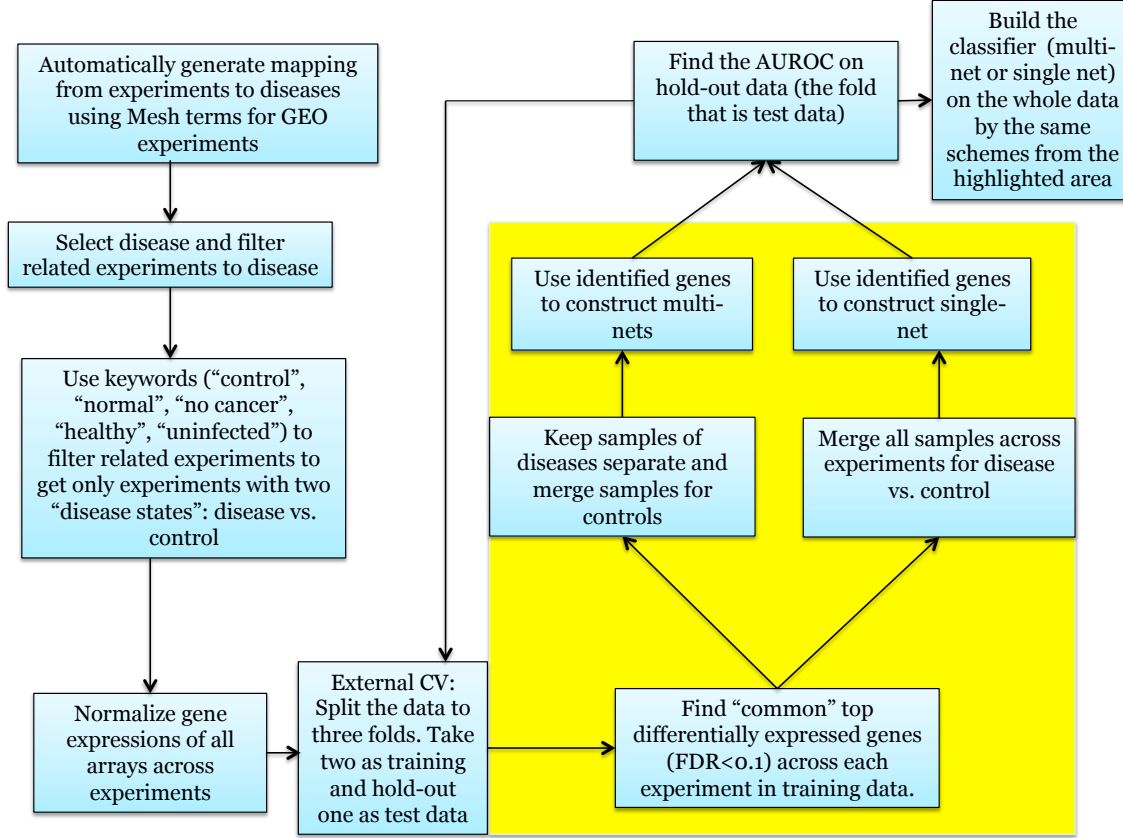 Automatically generate mapping
from experiments to diseases
using Mesh terms for GEO
experiments
Select disease and filter
related experiments to disease
Use keywords (“control”,
“normal”, “no cancer”,
“healthy”, “uninfected”) to
filter related experiments to
get only experiments with two
“disease states”: disease vs.
control
Normalize gene
expressions of all
arrays across
experiments
External CV:
Split the data to
three folds. Take
two as training
and hold-out
one as test data
Find “common” top
differentially expressed genes
(FDR<0.1) across each
experiment in training data.
Keep samples of
diseases separate and
merge samples for
controls
Merge all samples across
experiments for disease
vs. control
Use identified genes
to construct multi-
nets
Use identified genes
to construct single-
net
Find the AUROC on
hold-out data (the fold
that is test data)
Build the
classifier (multi-
net or single net)
on the whole data
by the same
schemes from the
highlighted area